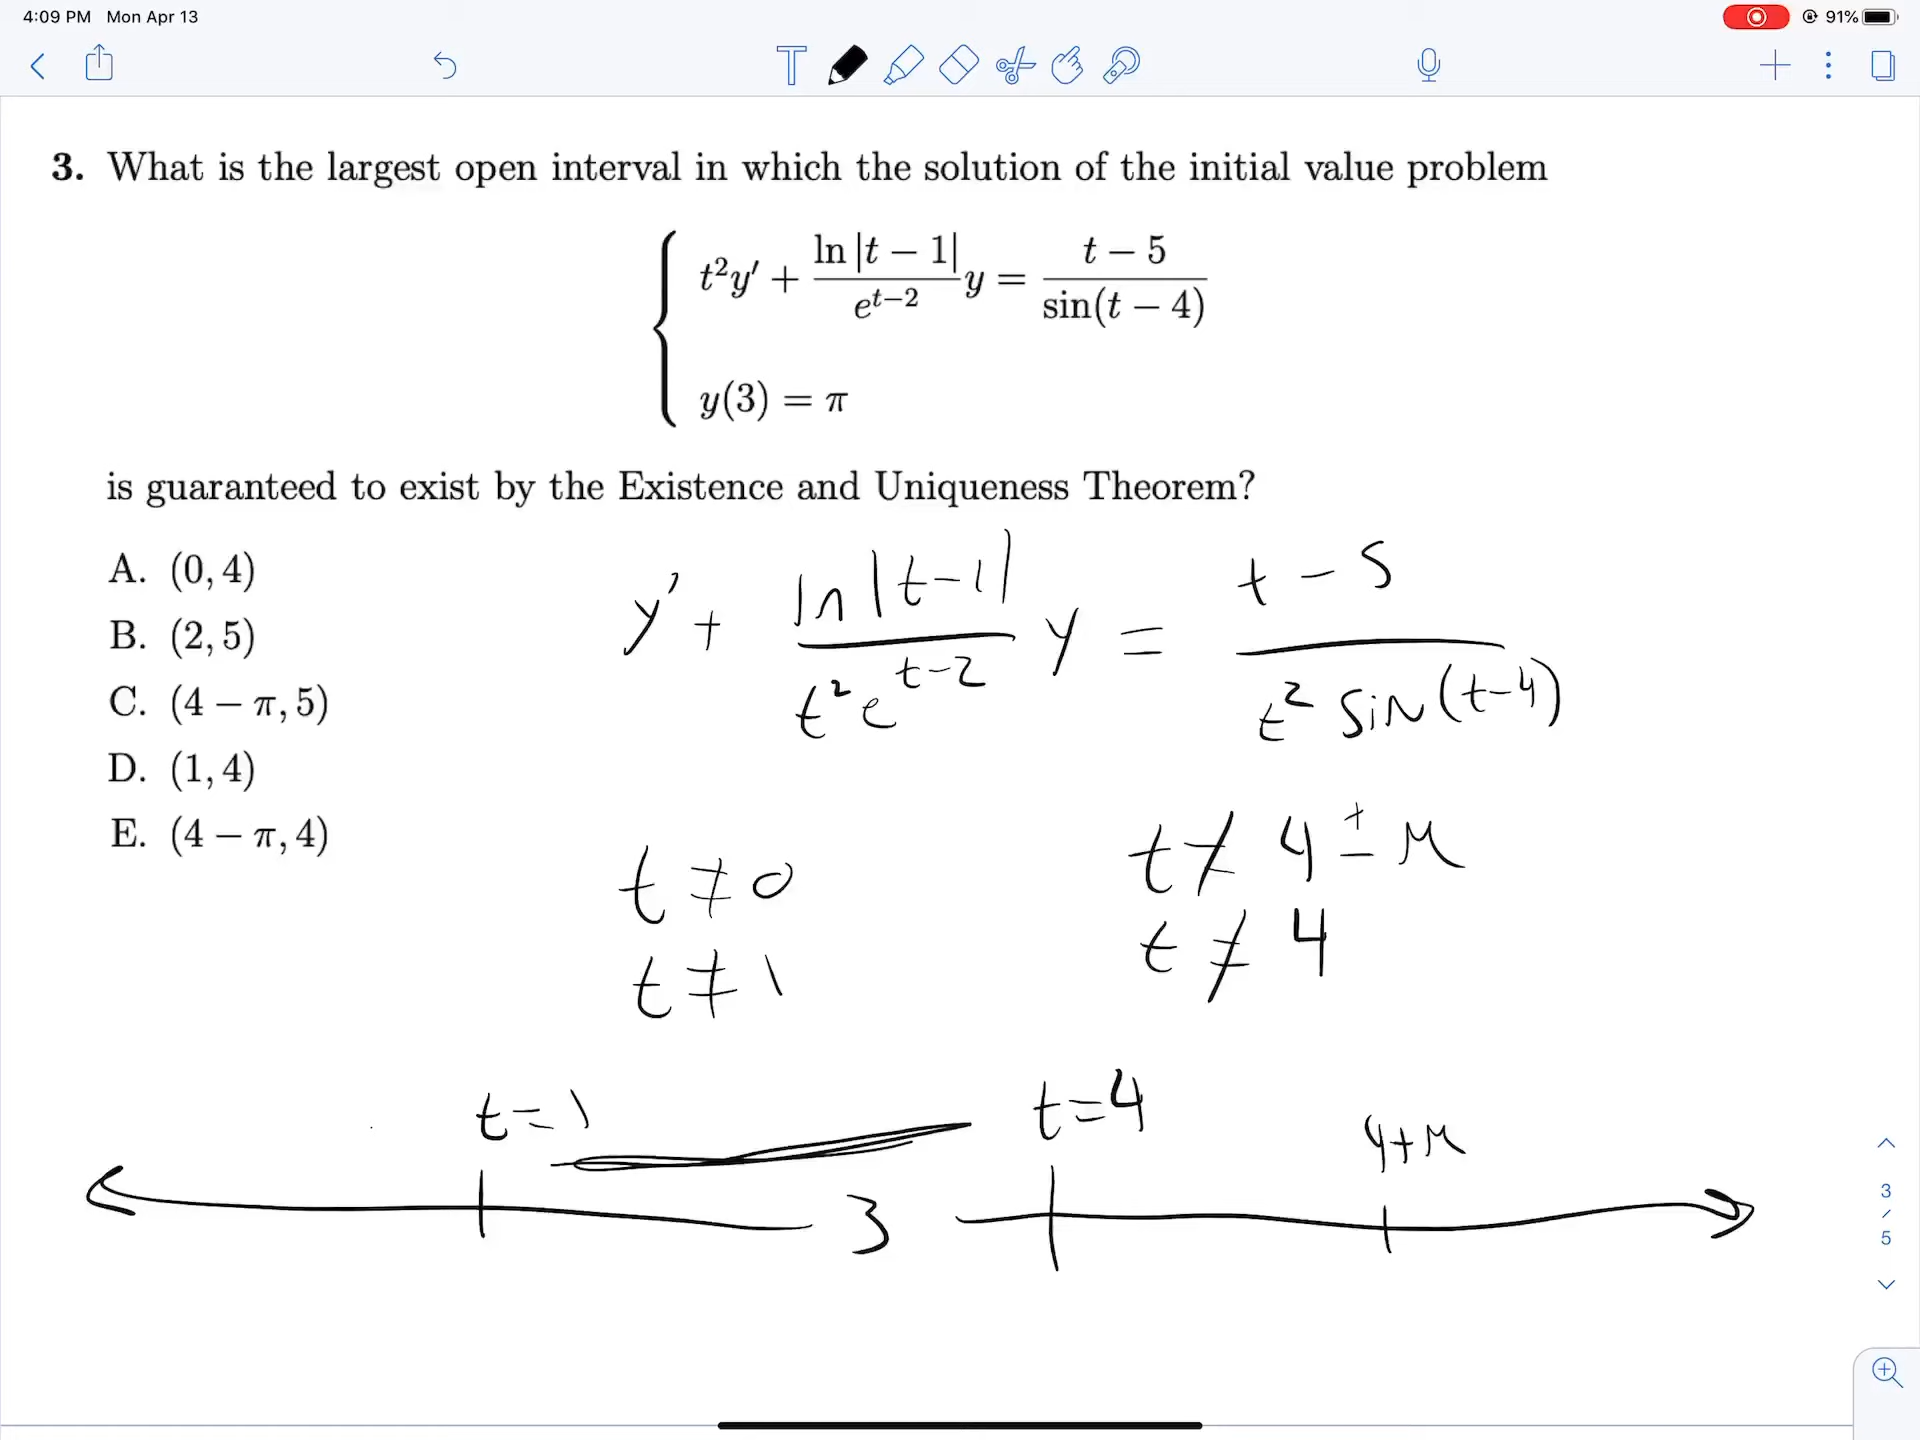 4:09 PM Mon Apr 13
91%
3. What is the largest open interval in which the solution of the initial value problem
t²y′ + ln |t − 1| / e^{t−2} y = t − 5 / sin(t − 4)
y(3) = π
is guaranteed to exist by the Existence and Uniqueness Theorem?
A. (0, 4)
B. (2, 5)
C. (4 − π, 5)
D. (1, 4)
E. (4 − π, 4)
y' + ln |t-1| / t² e^{t-2} y = t - 5 / t² sin(t-4)
t ≠ 0
t ≠ 1
t ≠ 4 ± π
t ≠ 4
t=1
t=4
4+π
3
3
/
5